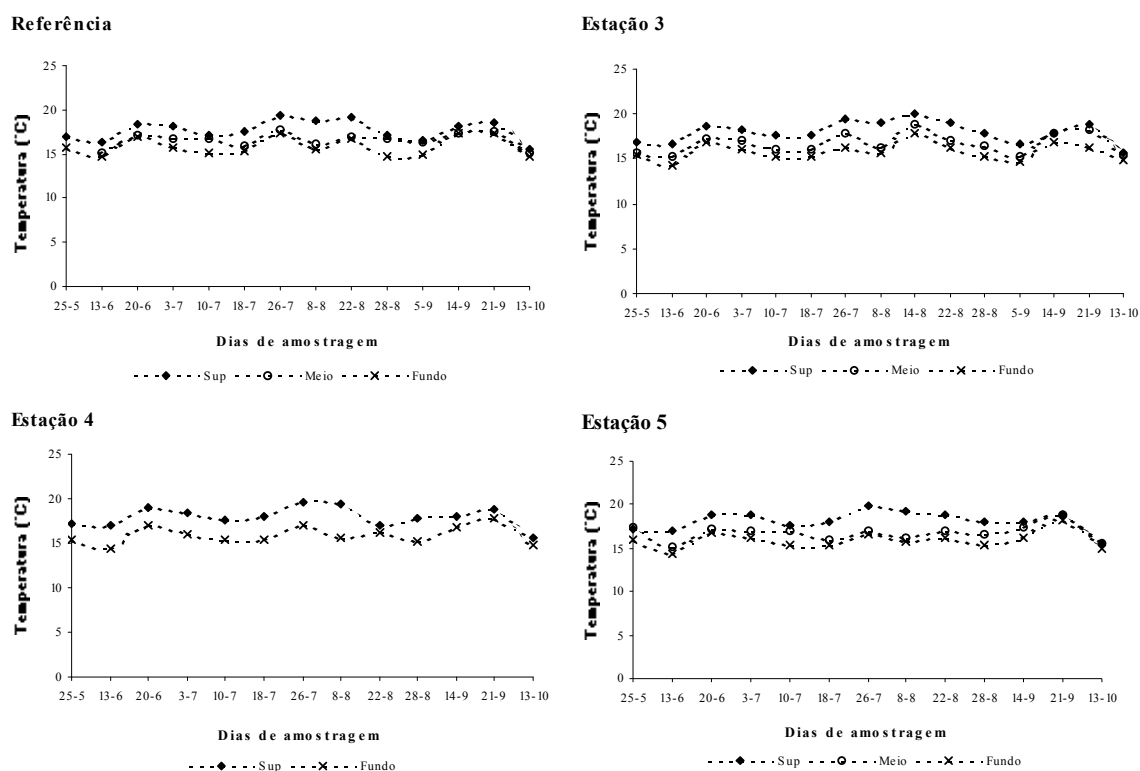 Referência
Temperatura (°C)
25
20
15
10
5
0
25-5 13-6 20-6 3-7 10-7 18-7 26-7 8-8 22-8 28-8 5-9 14-9 21-9 13-10
Dias de amostragem
Sup Meio Fundo
Estação 3
Temperatura (°C)
25
20
15
10
5
0
25-5 13-6 20-6 3-7 10-7 18-7 26-7 8-8 14-8 22-8 28-8 5-9 14-9 21-9 13-10
Dias de amostragem
Sup Meio Fundo
Estação 4
Temperatura (°C)
25
20
15
10
5
0
25-5 13-6 20-6 3-7 10-7 18-7 26-7 8-8 22-8 28-8 14-9 21-9 13-10
Dias de amostragem
Sup Fundo
Estação 5
Temperatura (°C)
25
20
15
10
5
0
25-5 13-6 20-6 3-7 10-7 18-7 26-7 8-8 22-8 28-8 14-9 21-9 13-10
Dias de amostragem
Sup Meio Fundo